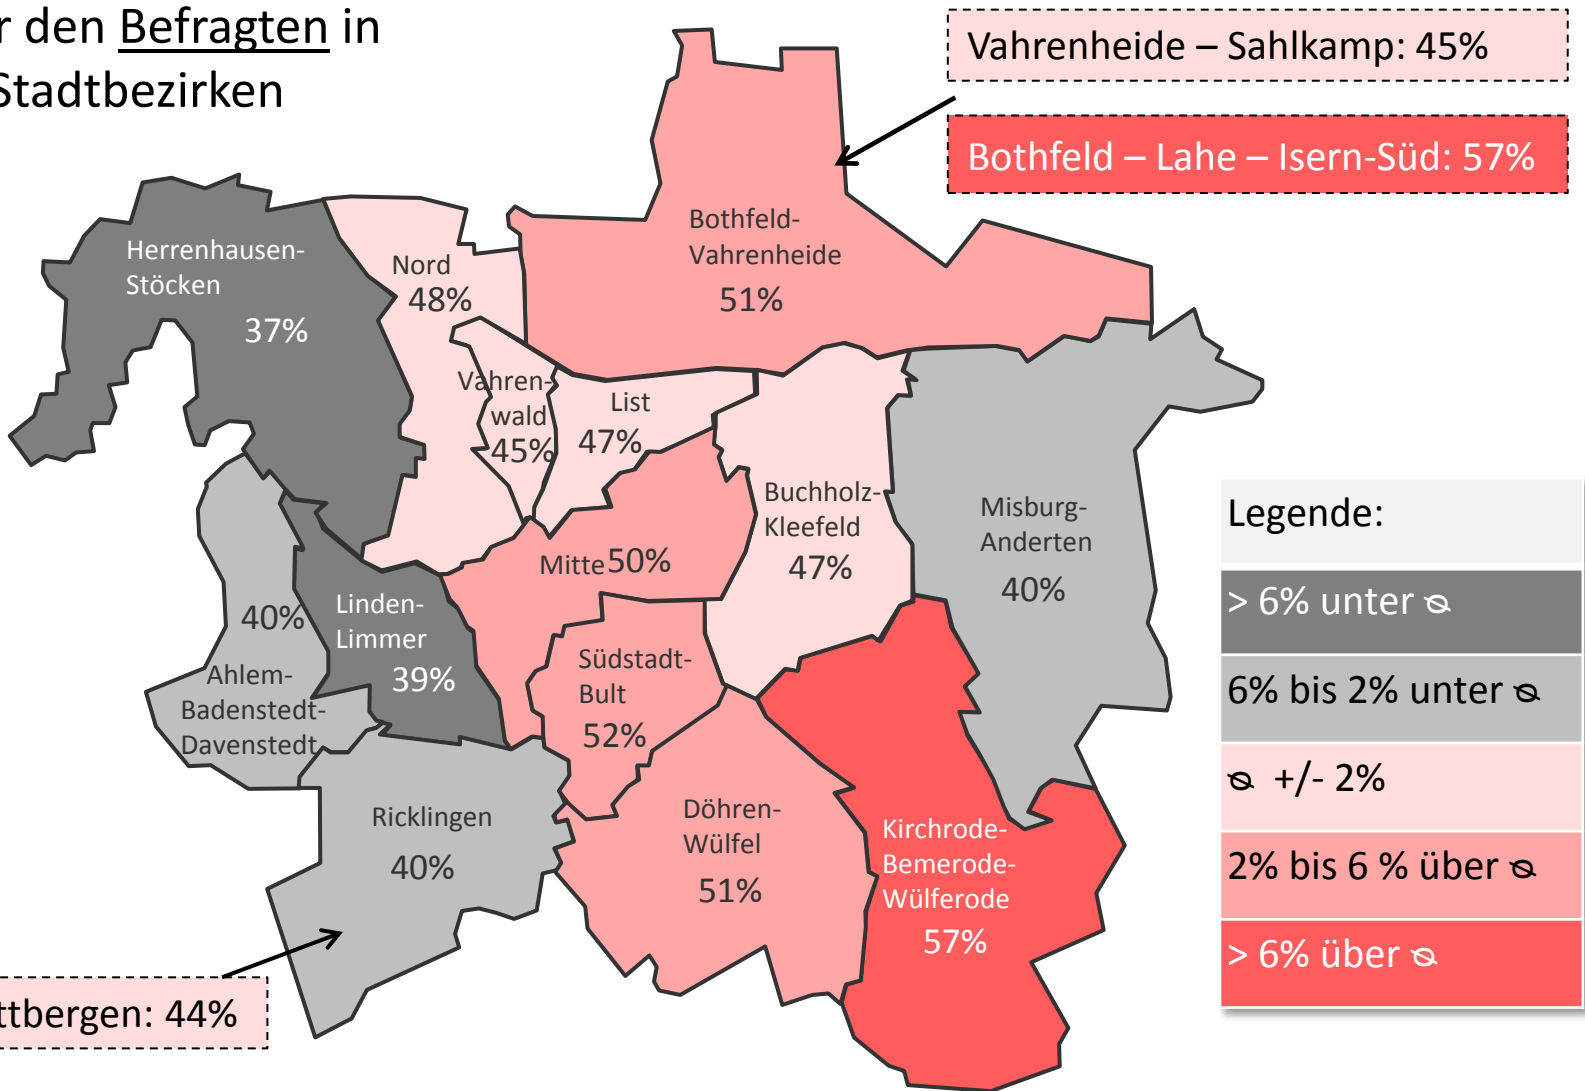 r den Befragten in
Stadtbezirken
Vahrenheide – Sahlkamp: 45%
Bothfeld – Lahe – Isern-Süd: 57%
Bothfeld-
Vahrenheide
51%
Herrenhausen-
Stöcken
37%
Nord
48%
Vahren-
wald
45%
List
47%
Buchholz-
Kleefeld
47%
Misburg-
Anderten
40%
Mitte 50%
40%
Ahlem-
Badenstedt-
Davenstedt
Linden-
Limmer
39%
Südstadt-
Bult
52%
Ricklingen
40%
Döhren-
Wülfel
51%
Kirchrode-
Bemerode-
Wülferode
57%
ttbergen: 44%
Legende:
> 6% unter ⌀
6% bis 2% unter ⌀
⌀ +/- 2%
2% bis 6 % über ⌀
> 6% über ⌀